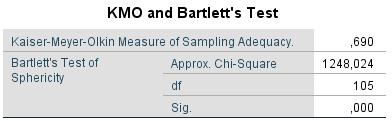 KMO and Bartlett's Test
Kaiser-Meyer-Olkin Measure of Sampling Adequacy. ,690
Bartlett's Test of Approx. Chi-Square 1248,024
Sphericity
df 105
Sig. ,000